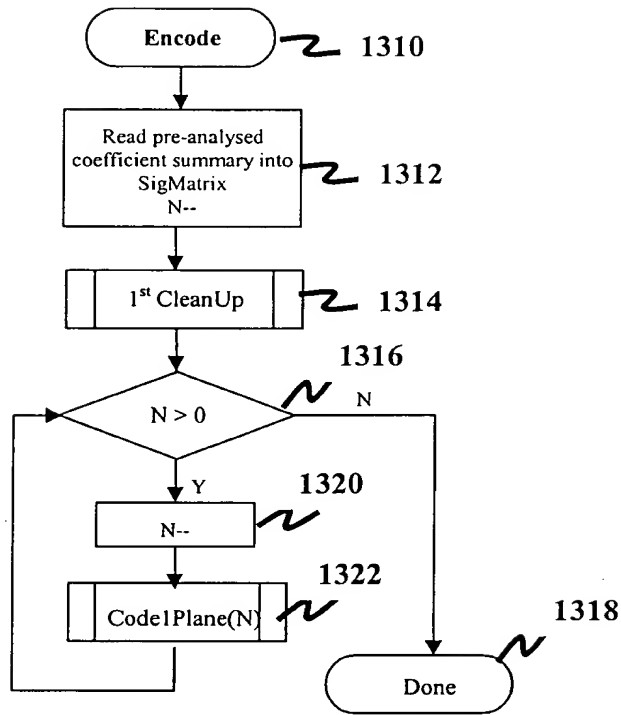 Encode
1310
Read pre-analysed
coefficient summary into
SigMatrix
N--
1312
1st CleanUp
1314
1316
N > 0
N
Y
1320
N--
1322
Code1Plane(N)
1318
Done